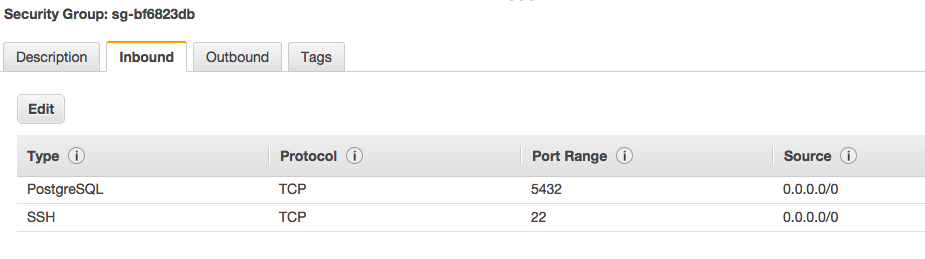 Security Group: sg-bf6823db
Description Inbound Outbound Tags
Edit
Type i Protocol i Port Range i Source i
PostgreSQL TCP 5432 0.0.0.0/0
SSH TCP 22 0.0.0.0/0